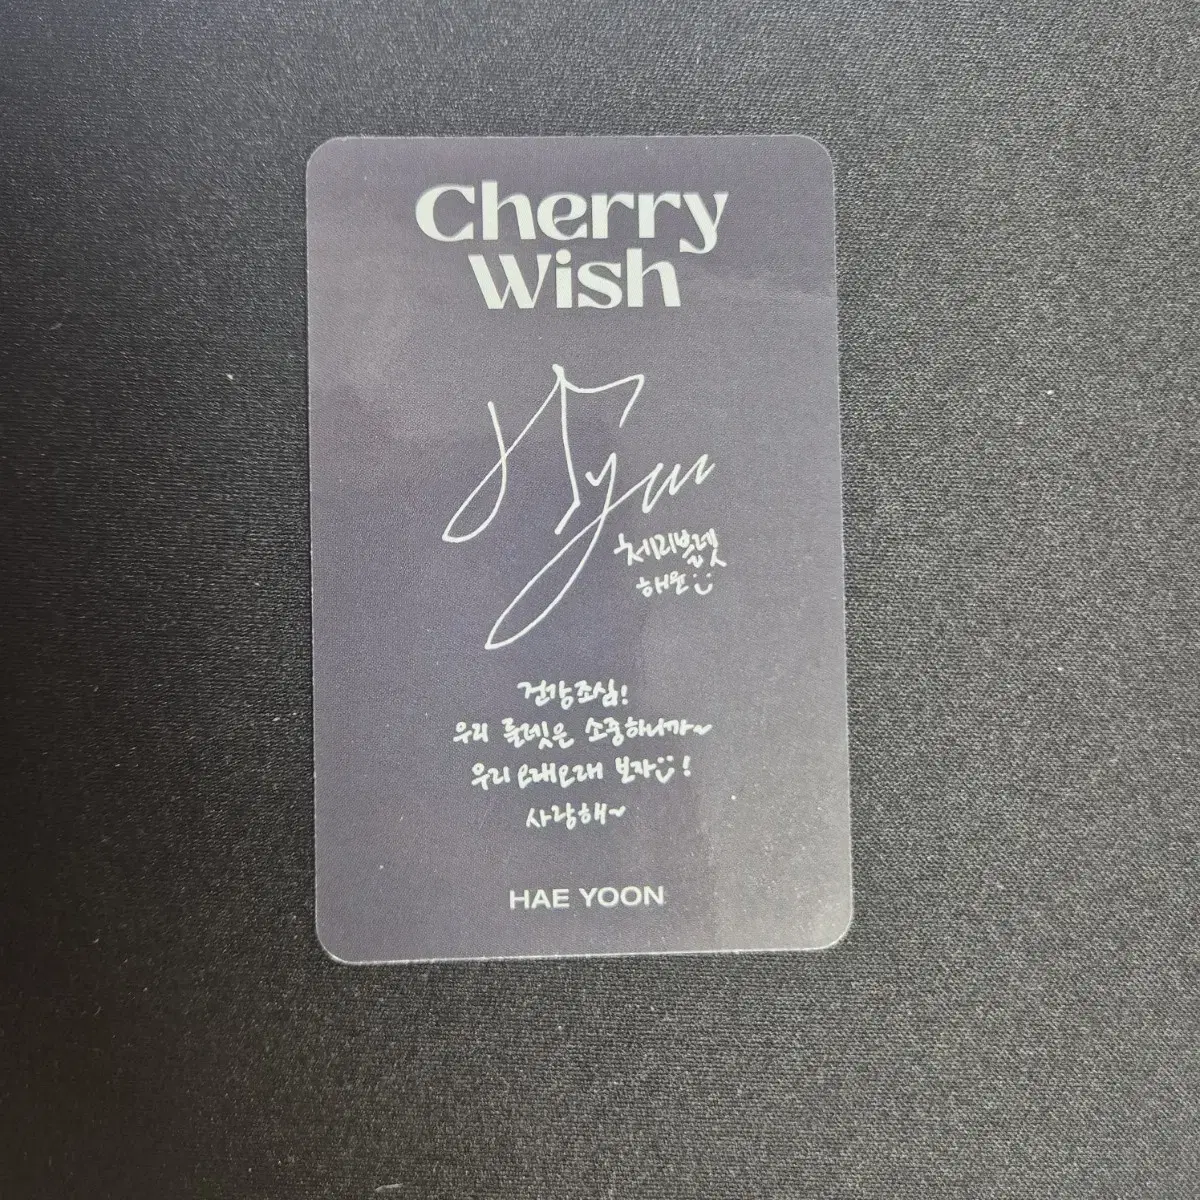 Cherry
Wish
체리블렛
해윤
건강조심!
우리 룰렛은 소중하니까~
우리 오래오래 보자!
사랑해~
HAE YOON